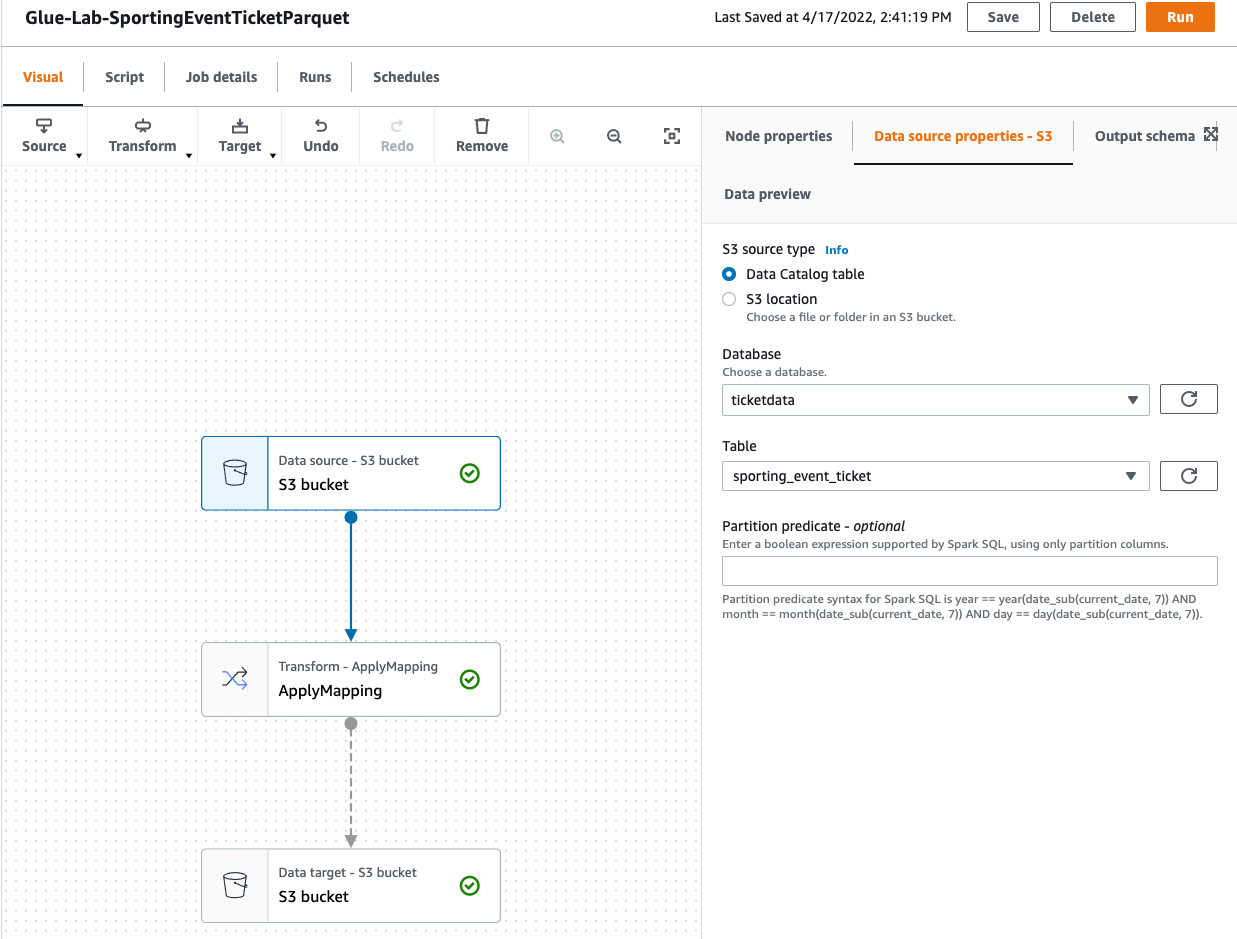 Glue-Lab-SportingEventTicketParquet
Last Saved at 4/17/2022, 2:41:19 PM
Save
Delete
Run
Visual
Script
Job details
Runs
Schedules
Source
Transform
Target
Undo
Redo
Remove
Node properties
Data source properties - S3
Output schema
Data preview
S3 source type Info
Data Catalog table
S3 location
Choose a file or folder in an S3 bucket.
Database
Choose a database.
ticketdata
Table
sporting_event_ticket
Partition predicate - optional
Enter a boolean expression supported by Spark SQL, using only partition columns.
Partition predicate syntax for Spark SQL is year == year(date_sub(current_date, 7)) AND
month == month(date_sub(current_date, 7)) AND day == day(date_sub(current_date, 7)).
Data source - S3 bucket
S3 bucket
Transform - ApplyMapping
ApplyMapping
Data target - S3 bucket
S3 bucket